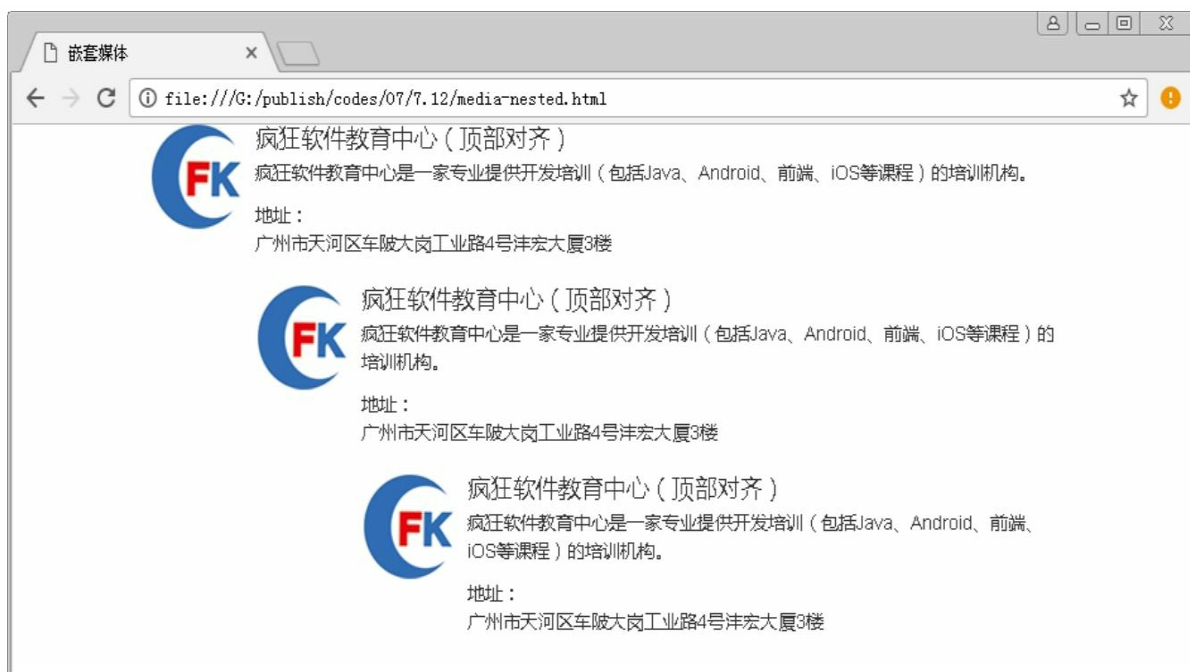 嵌套媒体
file:///G:/publish/codes/07/7.12/media-nested.html
FK
疯狂软件教育中心（顶部对齐）
疯狂软件教育中心是一家专业提供开发培训（包括Java、Android、前端、iOS等课程）的培训机构。
地址：
广州市天河区车陂大岗工业路4号沣宏大厦3楼
FK
疯狂软件教育中心（顶部对齐）
疯狂软件教育中心是一家专业提供开发培训（包括Java、Android、前端、iOS等课程）的
培训机构。
地址：
广州市天河区车陂大岗工业路4号沣宏大厦3楼
FK
疯狂软件教育中心（顶部对齐）
疯狂软件教育中心是一家专业提供开发培训（包括Java、Android、前端、
iOS等课程）的培训机构。
地址：
广州市天河区车陂大岗工业路4号沣宏大厦3楼